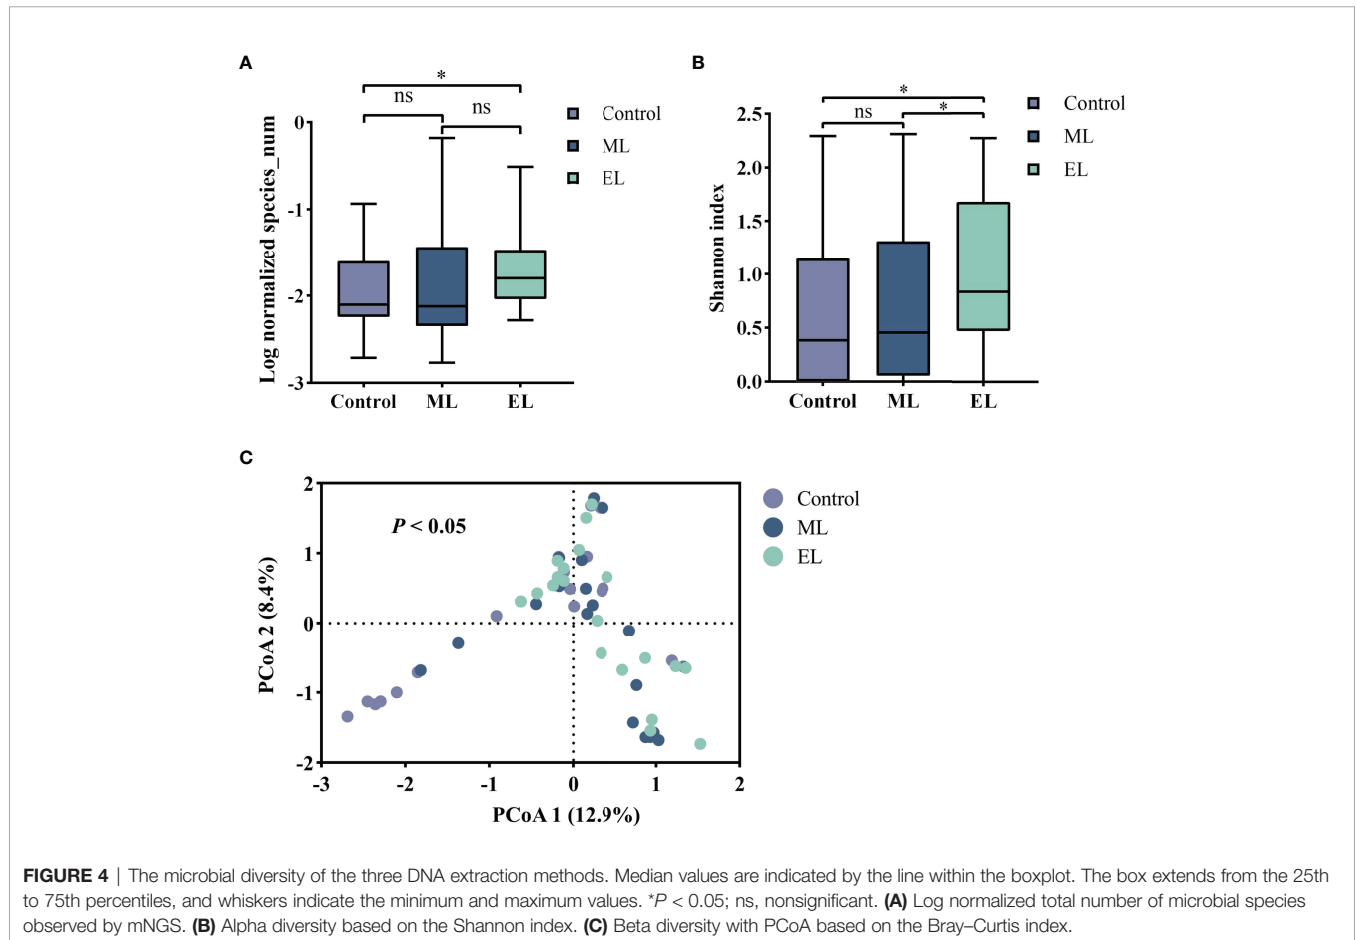 A
*
ns
ns
Control
ML
EL
Log normalized species_num
0
-1
-2
-3
Control ML EL
B
*
ns *
Control
ML
EL
Shannon index
2.5
2.0
1.5
1.0
0.5
0.0
Control ML EL
C
P < 0.05
Control
ML
EL
PCoA 2 (8.4%)
2
1
0
-1
-2
-3 -2 -1 0 1 2
PCoA 1 (12.9%)
FIGURE 4 | The microbial diversity of the three DNA extraction methods. Median values are indicated by the line within the boxplot. The box extends from the 25th
to 75th percentiles, and whiskers indicate the minimum and maximum values. *P < 0.05; ns, nonsignificant. (A) Log normalized total number of microbial species
observed by mNGS. (B) Alpha diversity based on the Shannon index. (C) Beta diversity with PCoA based on the Bray–Curtis index.